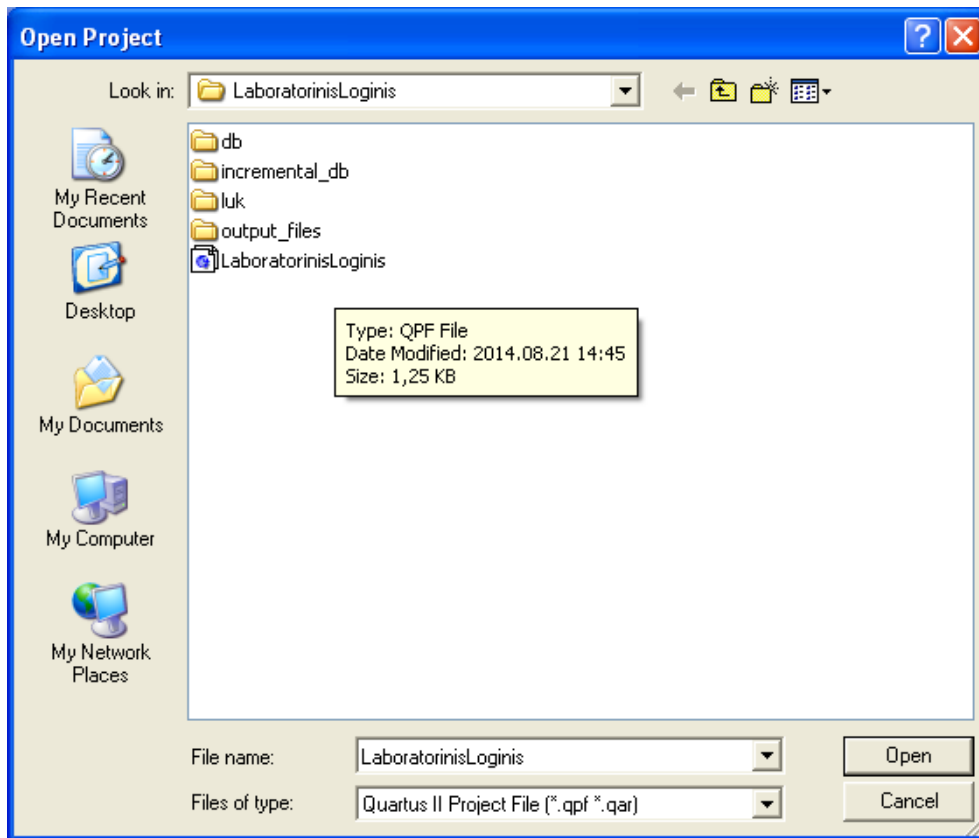 Open Project
Look in: LaboratorinisLoginis
My Recent
Documents
Desktop
My Documents
My Computer
My Network
Places
db
incremental_db
luk
output_files
LaboratorinisLoginis
Type: QPF File
Date Modified: 2014.08.21 14:45
Size: 1,25 KB
File name: LaboratorinisLoginis Open
Files of type: Quartus II Project File (*.qpf *.qar) Cancel